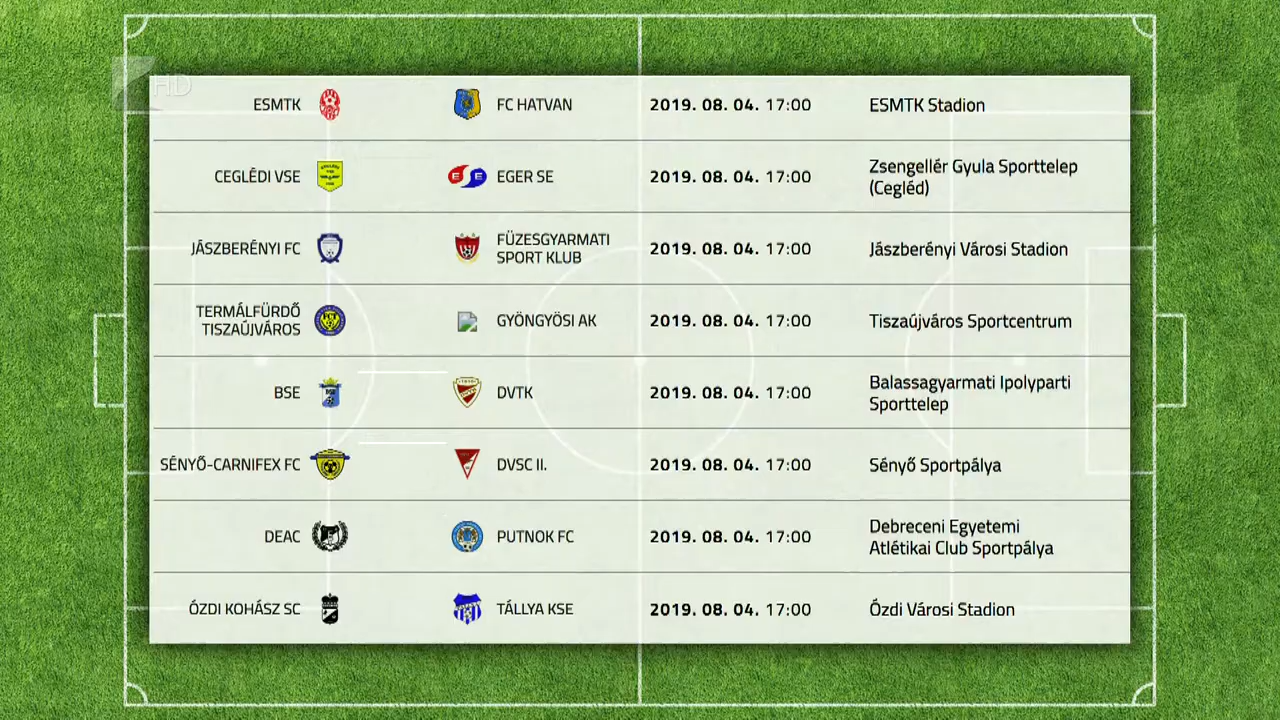 HD
ESMTK FC HATVAN 2019. 08. 04. 17:00 ESMTK Stadion
CEGLÉDI VSE EGER SE 2019. 08. 04. 17:00 Zsengellér Gyula Sporttelep
(Cegléd)
JÁSZBERÉNYI FC FÜZESGYARMATI
SPORT KLUB 2019. 08. 04. 17:00 Jászberényi Városi Stadion
TERMÁLFÜRDŐ
TISZAÚJVÁROS GYÖNGYÖSI AK 2019. 08. 04. 17:00 Tiszaújváros Sportcentrum
BSE DVTK 2019. 08. 04. 17:00 Balassagyarmati Ipolyparti
Sporttelep
SÉNYŐ-CARNIFEX FC DVSC II. 2019. 08. 04. 17:00 Sényő Sportpálya
DEAC PUTNOK FC 2019. 08. 04. 17:00 Debreceni Egyetemi
Atlétikai Club Sportpálya
ÓZDI KOHÁSZ SC TÁLLYA KSE 2019. 08. 04. 17:00 Ózdi Városi Stadion